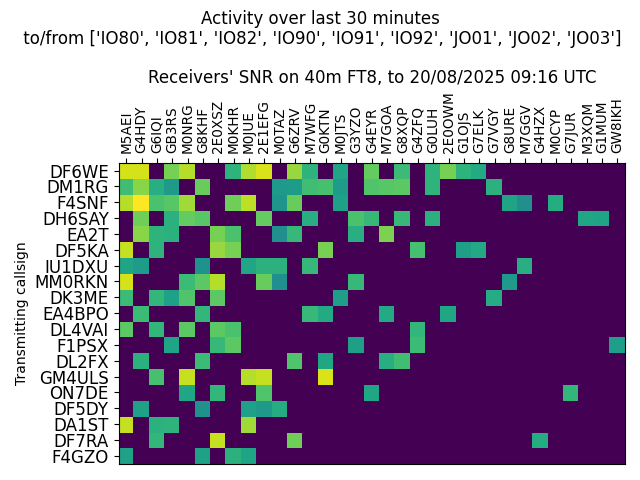 Activity over last 30 minutes
to/from ['IO80', 'IO81', 'IO82', 'IO90', 'IO91', 'IO92', 'JO01', 'JO02', 'JO03']
Receivers' SNR on 40m FT8, to 20/08/2025 09:16 UTC
M5AEI
G4HDY
G6IQI
GB3RS
M0NRG
G8KHF
2E0XSZ
M0KHR
M0JUE
2E1EFG
M0TAZ
G6ZRV
M7WFG
G0KTN
M0JTS
G3YZO
G4EYR
M7GOA
G8XQP
G4ZFQ
G0LUH
2E0OWM
G1OJS
G7ELK
G7VGY
G8URE
M7GGV
G4HZX
M0CYP
G7JUR
M3XQM
G1MUM
GW8IKH
Transmitting callsign
DF6WE
DM1RG
F4SNF
DH6SAY
EA2T
DF5KA
IU1DXU
MM0RKN
DK3ME
EA4BPO
DL4VAI
F1PSX
DL2FX
GM4ULS
ON7DE
DF5DY
DA1ST
DF7RA
F4GZO